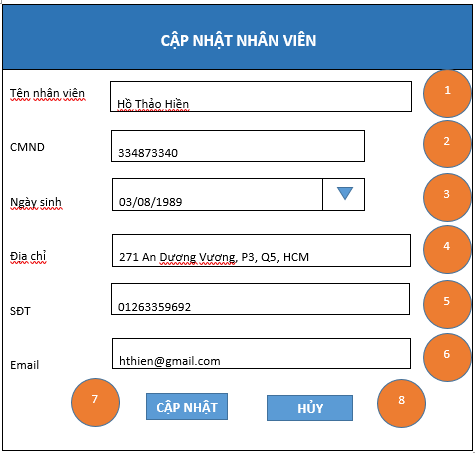 CẬP NHẬT NHÂN VIÊN
Tên nhân viên
Hồ Thảo Hiền
1
CMND
334873340
2
Ngày sinh
03/08/1989
3
Địa chỉ
271 An Dương Vương, P3, Q5, HCM
4
SĐT
01263359692
5
Email
hthien@gmail.com
6
7
CẬP NHẬT
HỦY
8